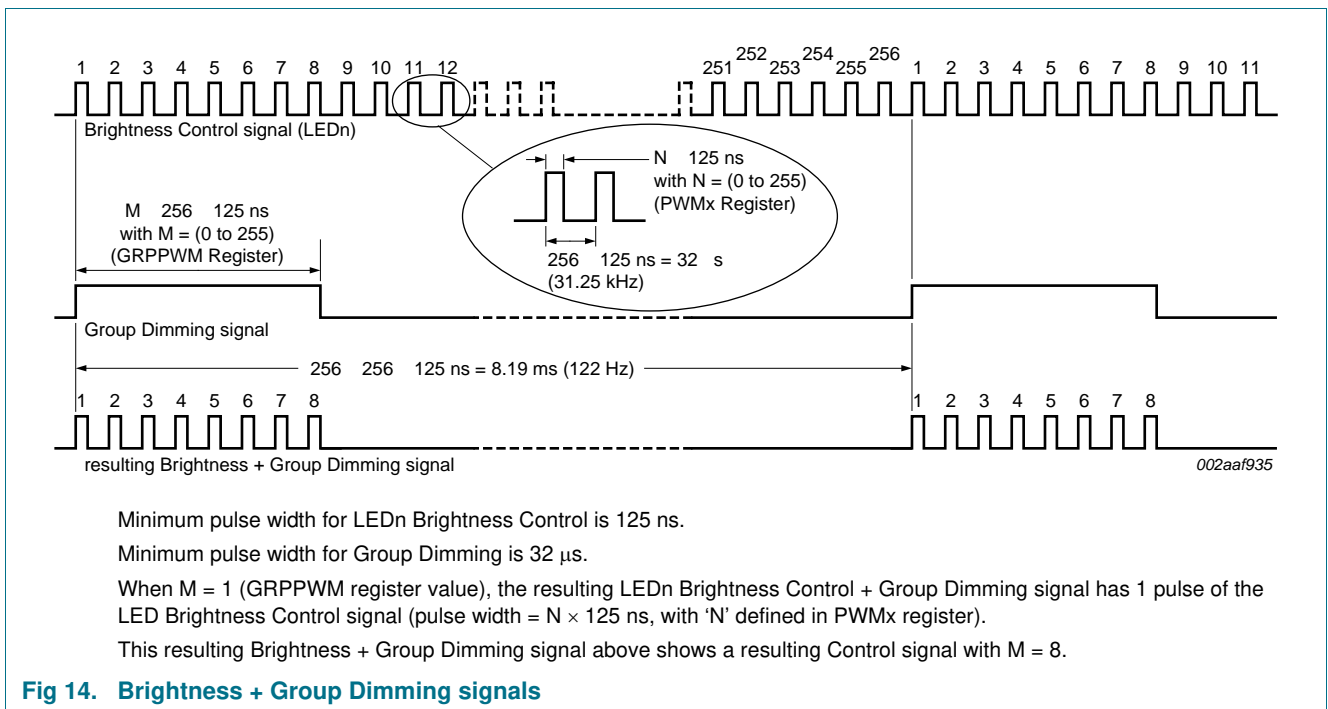 1 2 3 4 5 6 7 8 9 10 11 12 251 252 253 254 255 256 1 2 3 4 5 6 7 8 9 10 11
Brightness Control signal (LEDn)
N 125 ns
with N = (0 to 255)
(PWMx Register)
M 256 125 ns
with M = (0 to 255)
(GRPPWM Register)
256 125 ns = 32 s
(31.25 kHz)
Group Dimming signal
256 256 125 ns = 8.19 ms (122 Hz)
1 2 3 4 5 6 7 8 1 2 3 4 5 6 7 8
resulting Brightness + Group Dimming signal
002aaf935
Minimum pulse width for LEDn Brightness Control is 125 ns.
Minimum pulse width for Group Dimming is 32 μs.
When M = 1 (GRPPWM register value), the resulting LEDn Brightness Control + Group Dimming signal has 1 pulse of the
LED Brightness Control signal (pulse width = N × 125 ns, with ‘N’ defined in PWMx register).
This resulting Brightness + Group Dimming signal above shows a resulting Control signal with M = 8.
Fig 14. Brightness + Group Dimming signals